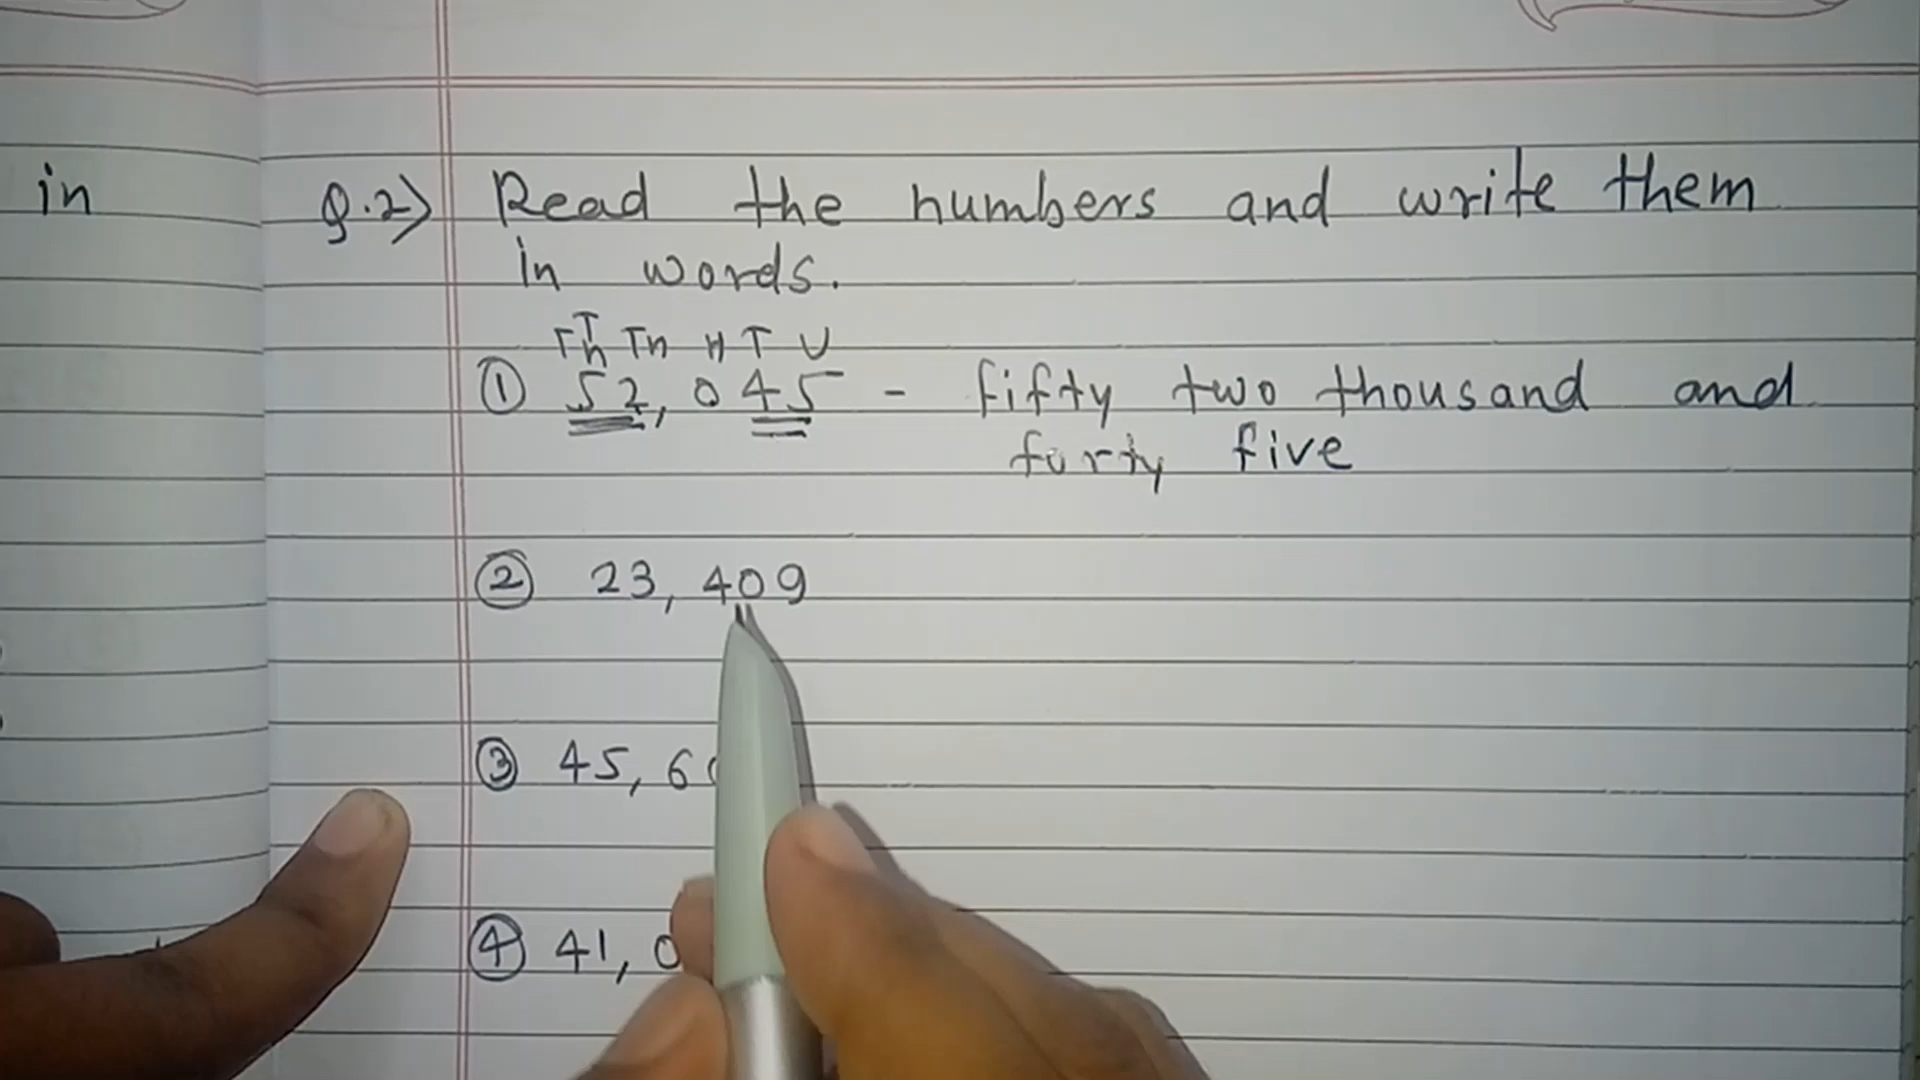 in
Q.2) Read the numbers and write them
in words.
T
Th Th H T U
① 52,045 - fifty two thousand and
forty five
② 23,409
③ 45,6
④ 41,0